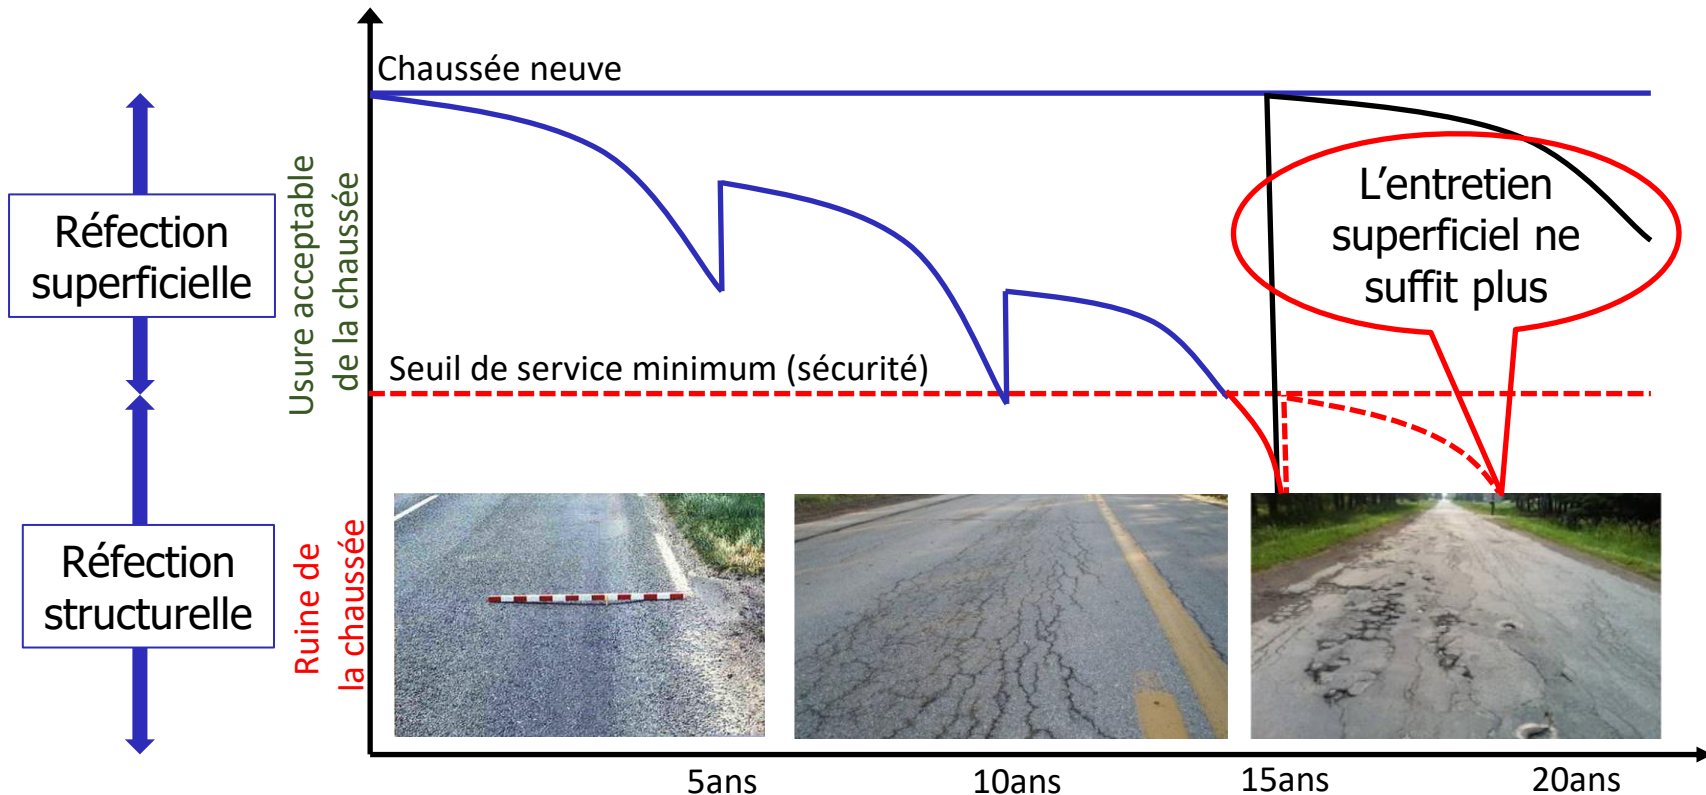 Chaussée neuve
Réfection
superficielle
Usure acceptable
de la chaussée
L’entretien
superficiel ne
suffit plus
Seuil de service minimum (sécurité)
Réfection
structurelle
Ruine de
la chaussée
5ans
10ans
15ans
20ans